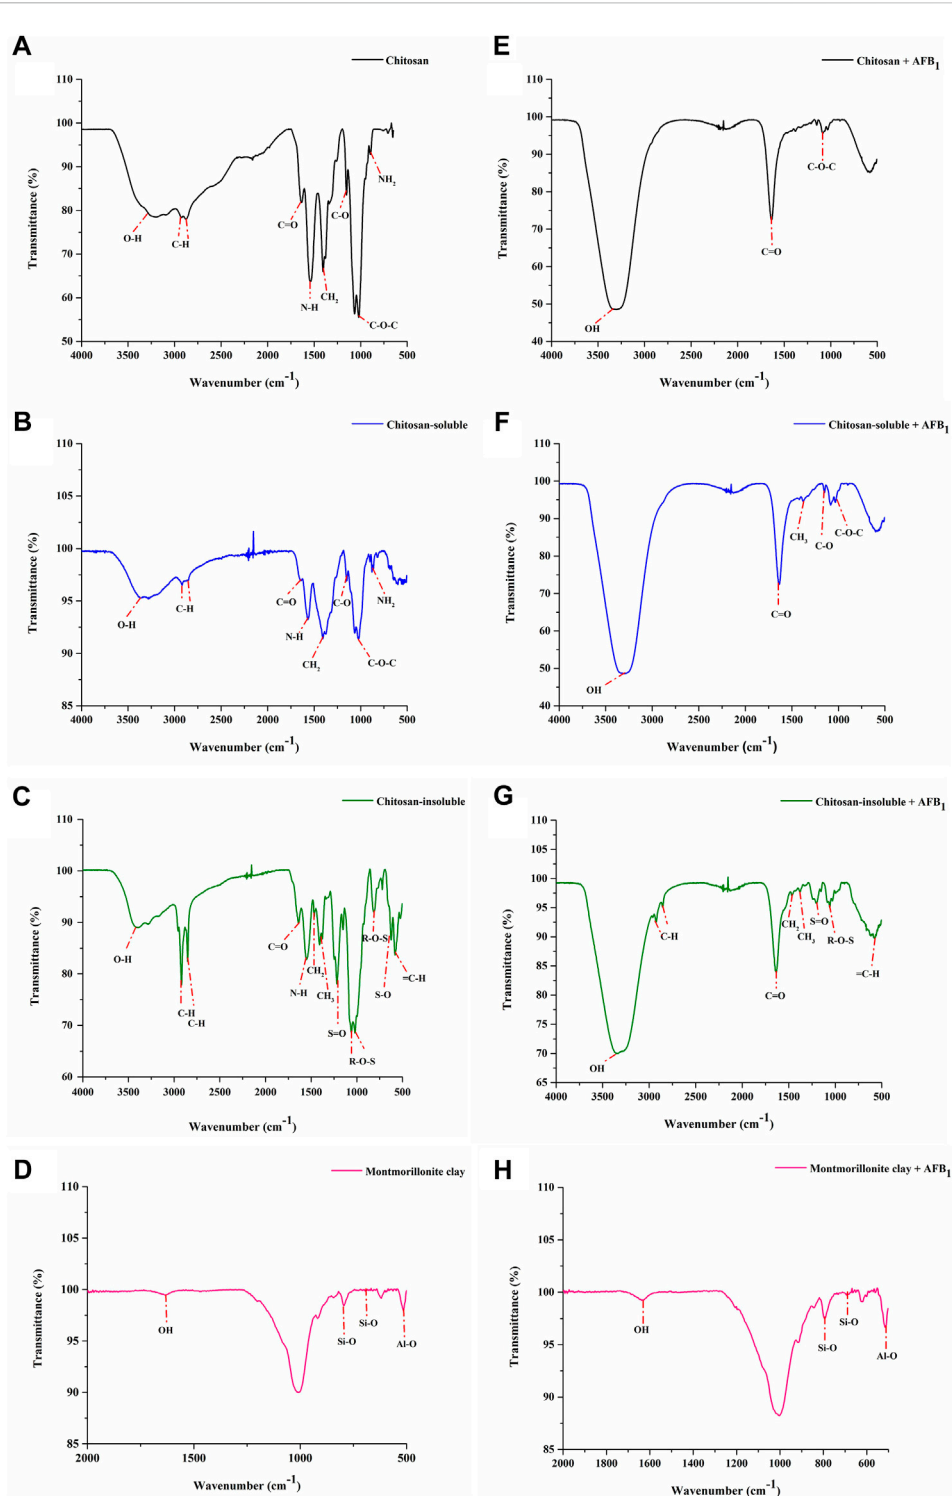 A
Chitosan
110
100
90
80
70
60
50
4000 3500 3000 2500 2000 1500 1000 500
Transmittance (%)
Wavenumber (cm-1)
O-H
C-H
C=O
N-H
CH2
C-O
C-O-C
NH2
E
Chitosan + AFB1
110
100
90
80
70
60
50
40
4000 3500 3000 2500 2000 1500 1000 500
Transmittance (%)
Wavenumber (cm-1)
OH
C=O
C-O-C
B
Chitosan-soluble
110
105
100
95
90
85
4000 3500 3000 2500 2000 1500 1000 500
Transmittance (%)
Wavenumber (cm-1)
O-H
C-H
C=O
N-H
CH2
C-O
C-O-C
NH2
F
Chitosan-soluble + AFB1
110
100
90
80
70
60
50
40
4000 3500 3000 2500 2000 1500 1000 500
Transmittance (%)
Wavenumber (cm-1)
OH
C=O
CH3
C-O
C-O-C
C
Chitosan-insoluble
110
100
90
80
70
60
4000 3500 3000 2500 2000 1500 1000 500
Transmittance (%)
Wavenumber (cm-1)
O-H
C-H
C-H
C=O
N-H
CH2
CH3
S=O
R-O-S
R-O-S
S-O
=C-H
G
Chitosan-insoluble + AFB1
110
105
100
95
90
85
80
75
70
65
4000 3500 3000 2500 2000 1500 1000 500
Transmittance (%)
Wavenumber (cm-1)
OH
C-H
C=O
CH2
CH3
S=O
R-O-S
=C-H
D
Montmorillonite clay
110
105
100
95
90
85
2000 1500 1000 500
Transmittance (%)
Wavenumber (cm-1)
OH
Si-O
Si-O
Al-O
H
Montmorillonite clay + AFB1
110
105
100
95
90
85
2000 1800 1600 1400 1200 1000 800 600
Transmittance (%)
Wavenumber (cm-1)
OH
Si-O
Si-O
Al-O